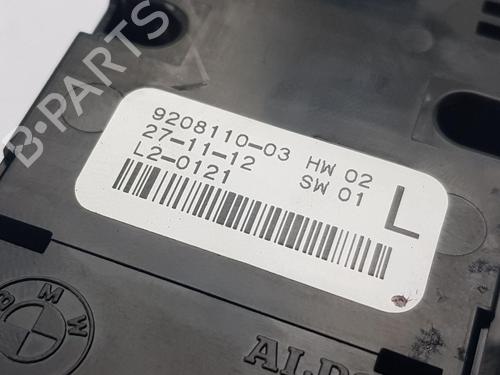 B-PARTS
9208110-03 HW 02
27-11-12 SW 01
L2-0121
L
BMW